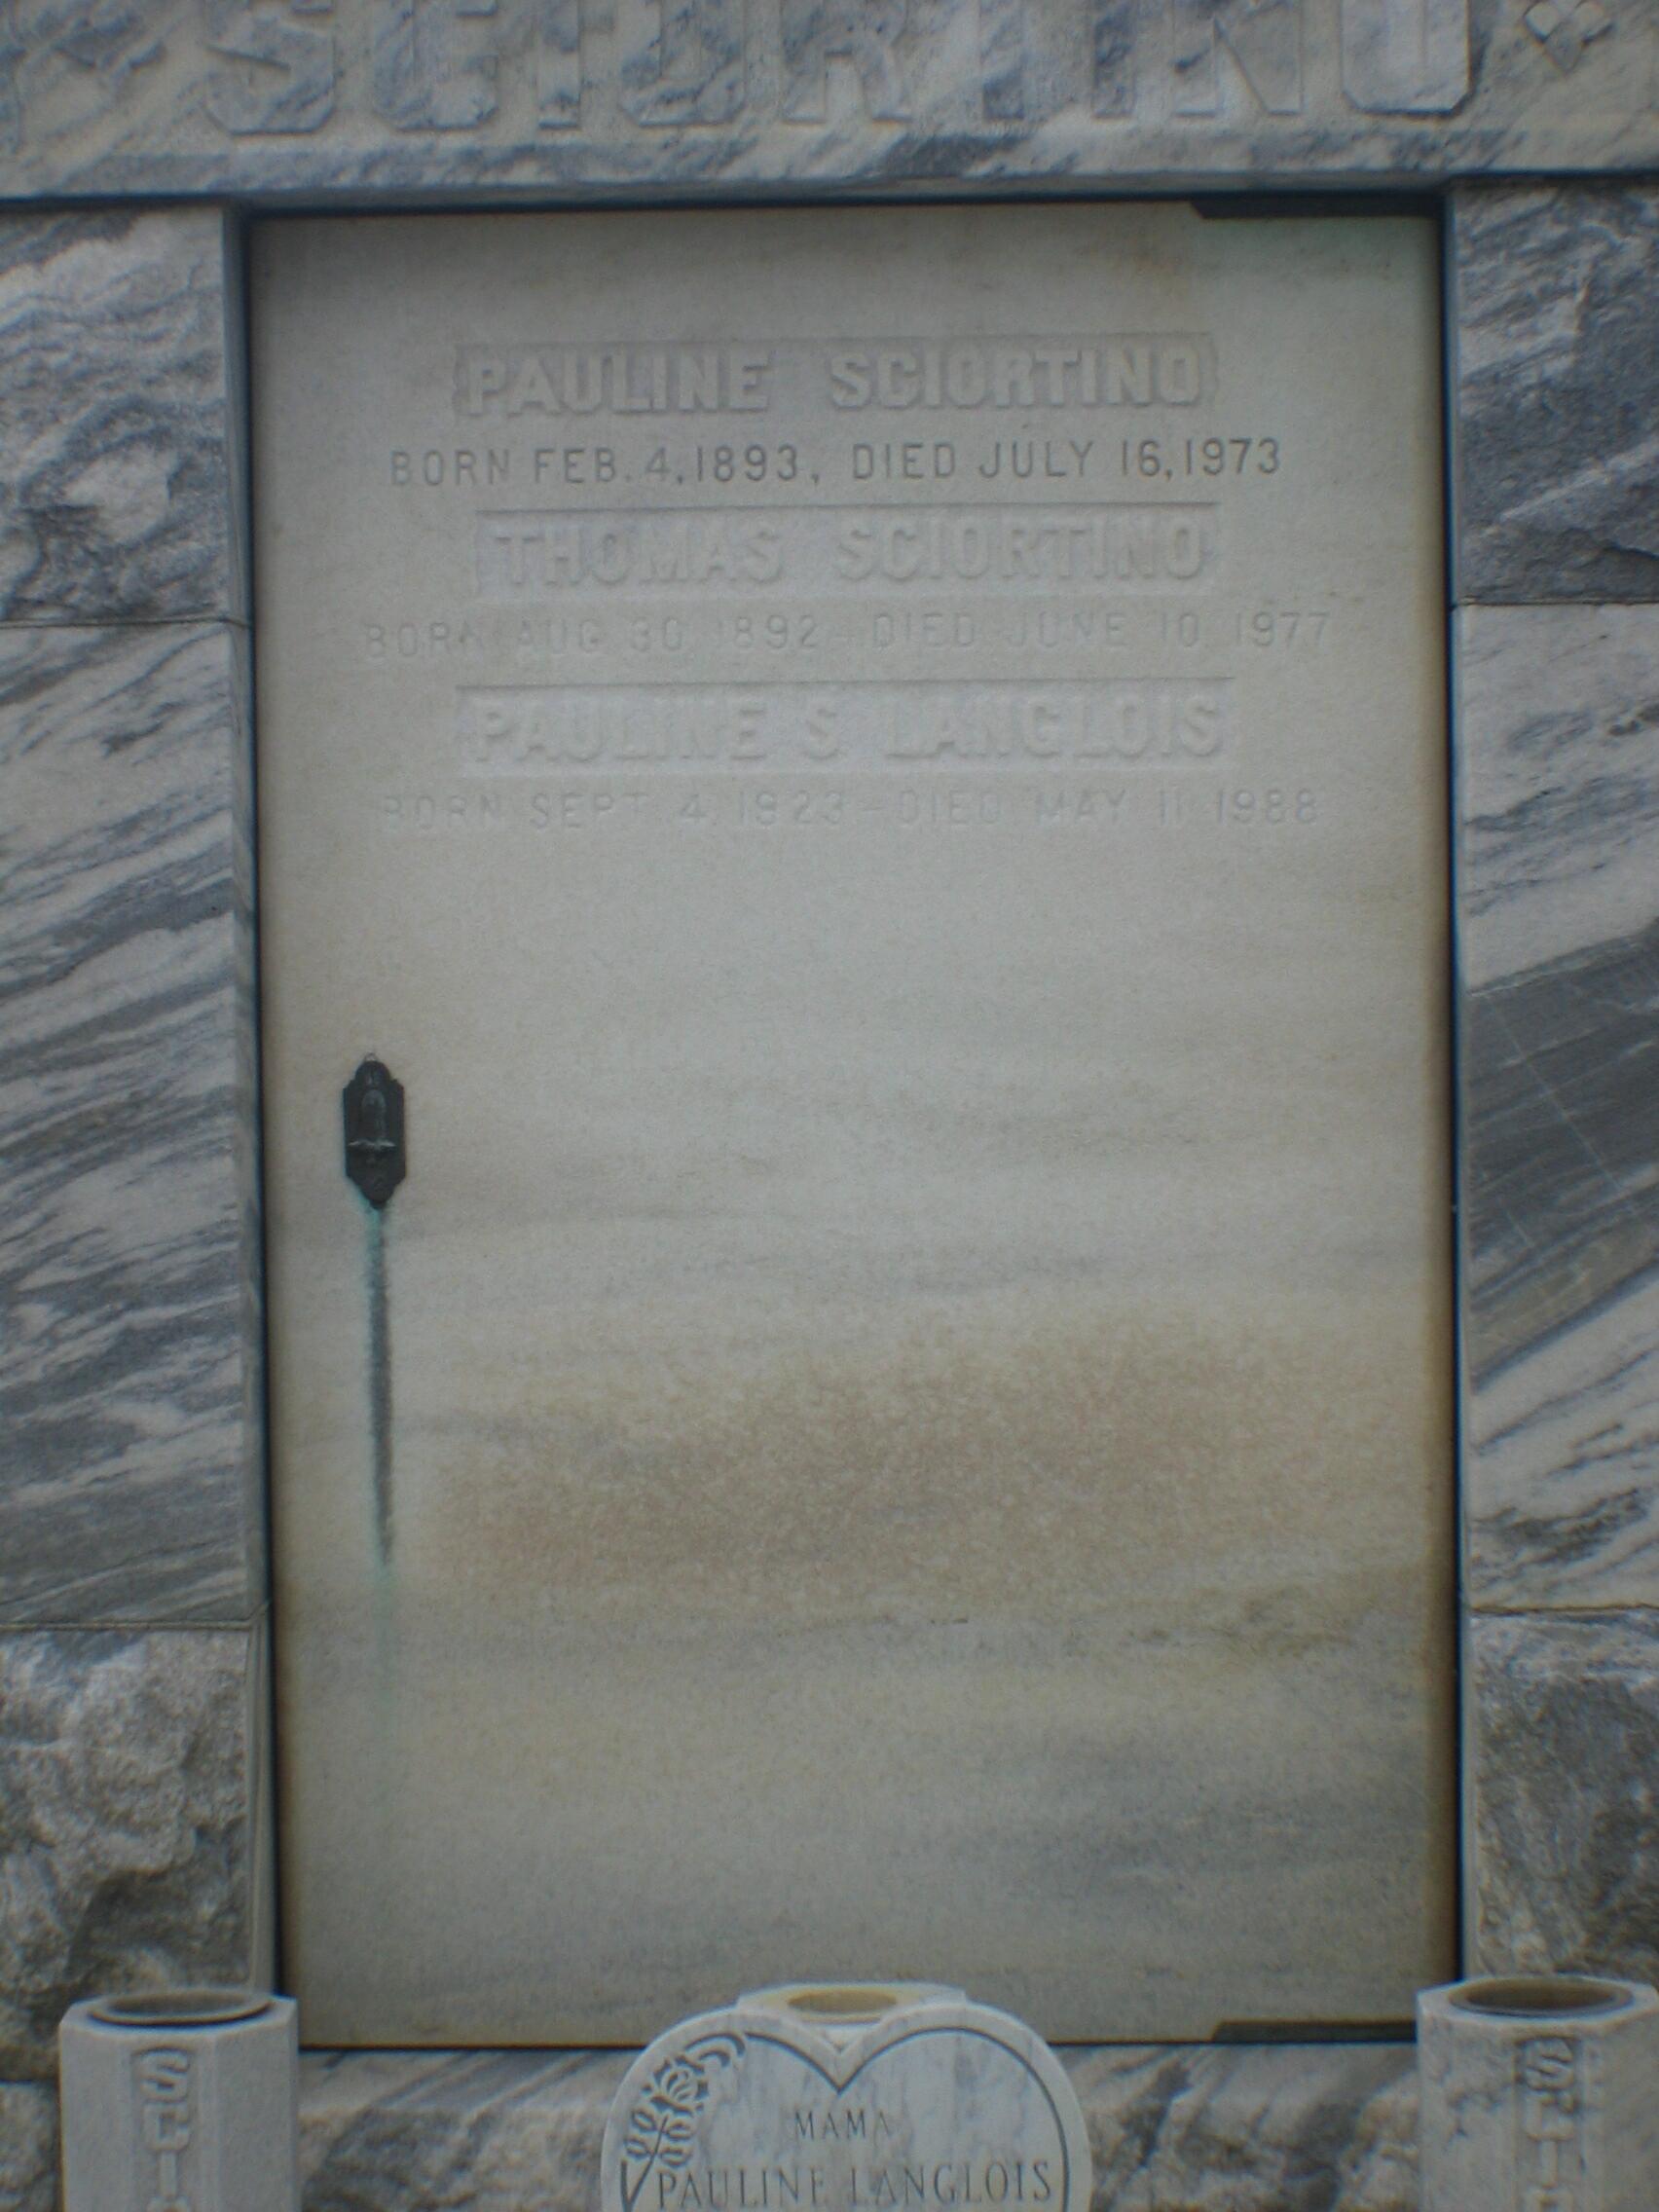 SCIORTINO
PAULINE SCIORTINO
BORN FEB. 4, 1893, DIED JULY 16, 1973
THOMAS SCIORTINO
BORN AUG 30, 1892 - DIED JUNE 10 1977
PAULINE S LANGLOIS
BORN SEPT 4, 1923 - DIED MAY 11 1988
MAMA
PAULINE LANGLOIS